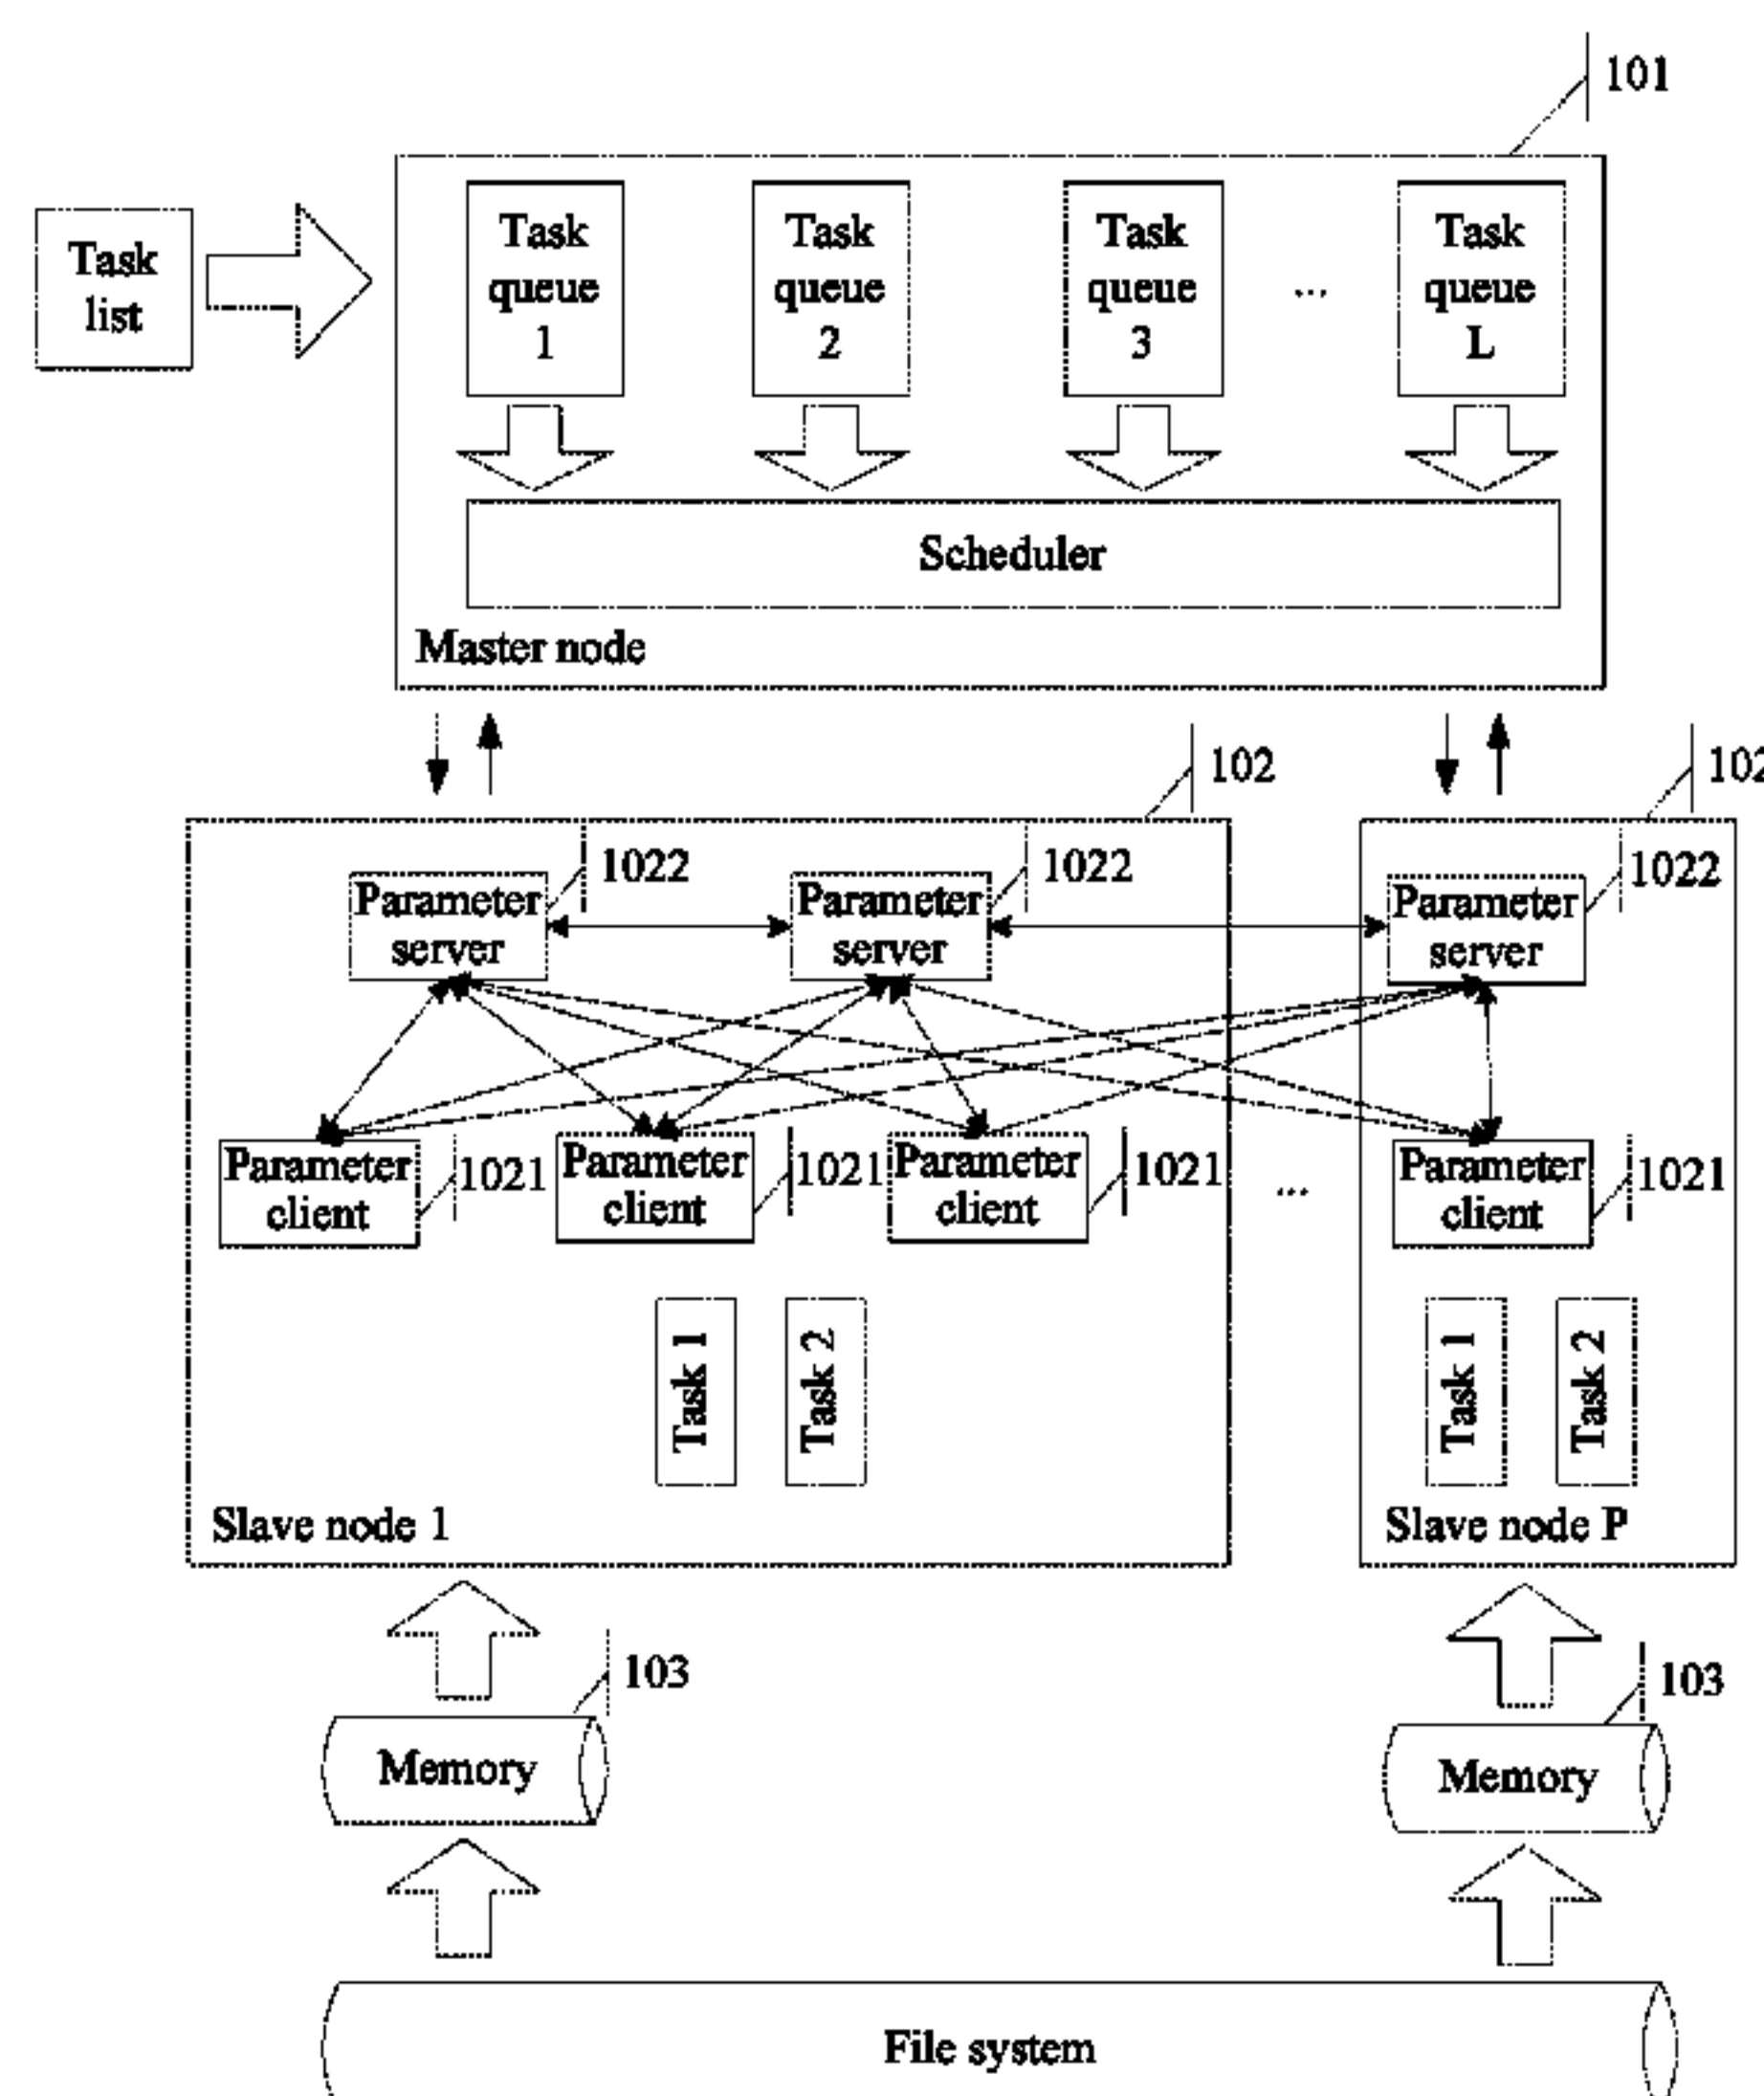 101
Task
list
Task
queue
1
Task
queue
2
Task
queue
3
...
Task
queue
L
Scheduler
Master node
102
102
Parameter
server
1022
Parameter
server
1022
Parameter
server
1022
Parameter
client
1021
Parameter
client
1021
Parameter
client
1021
...
Parameter
client
1021
Task 1
Task 2
Task 1
Task 2
Slave node 1
Slave node P
103
Memory
103
Memory
File system